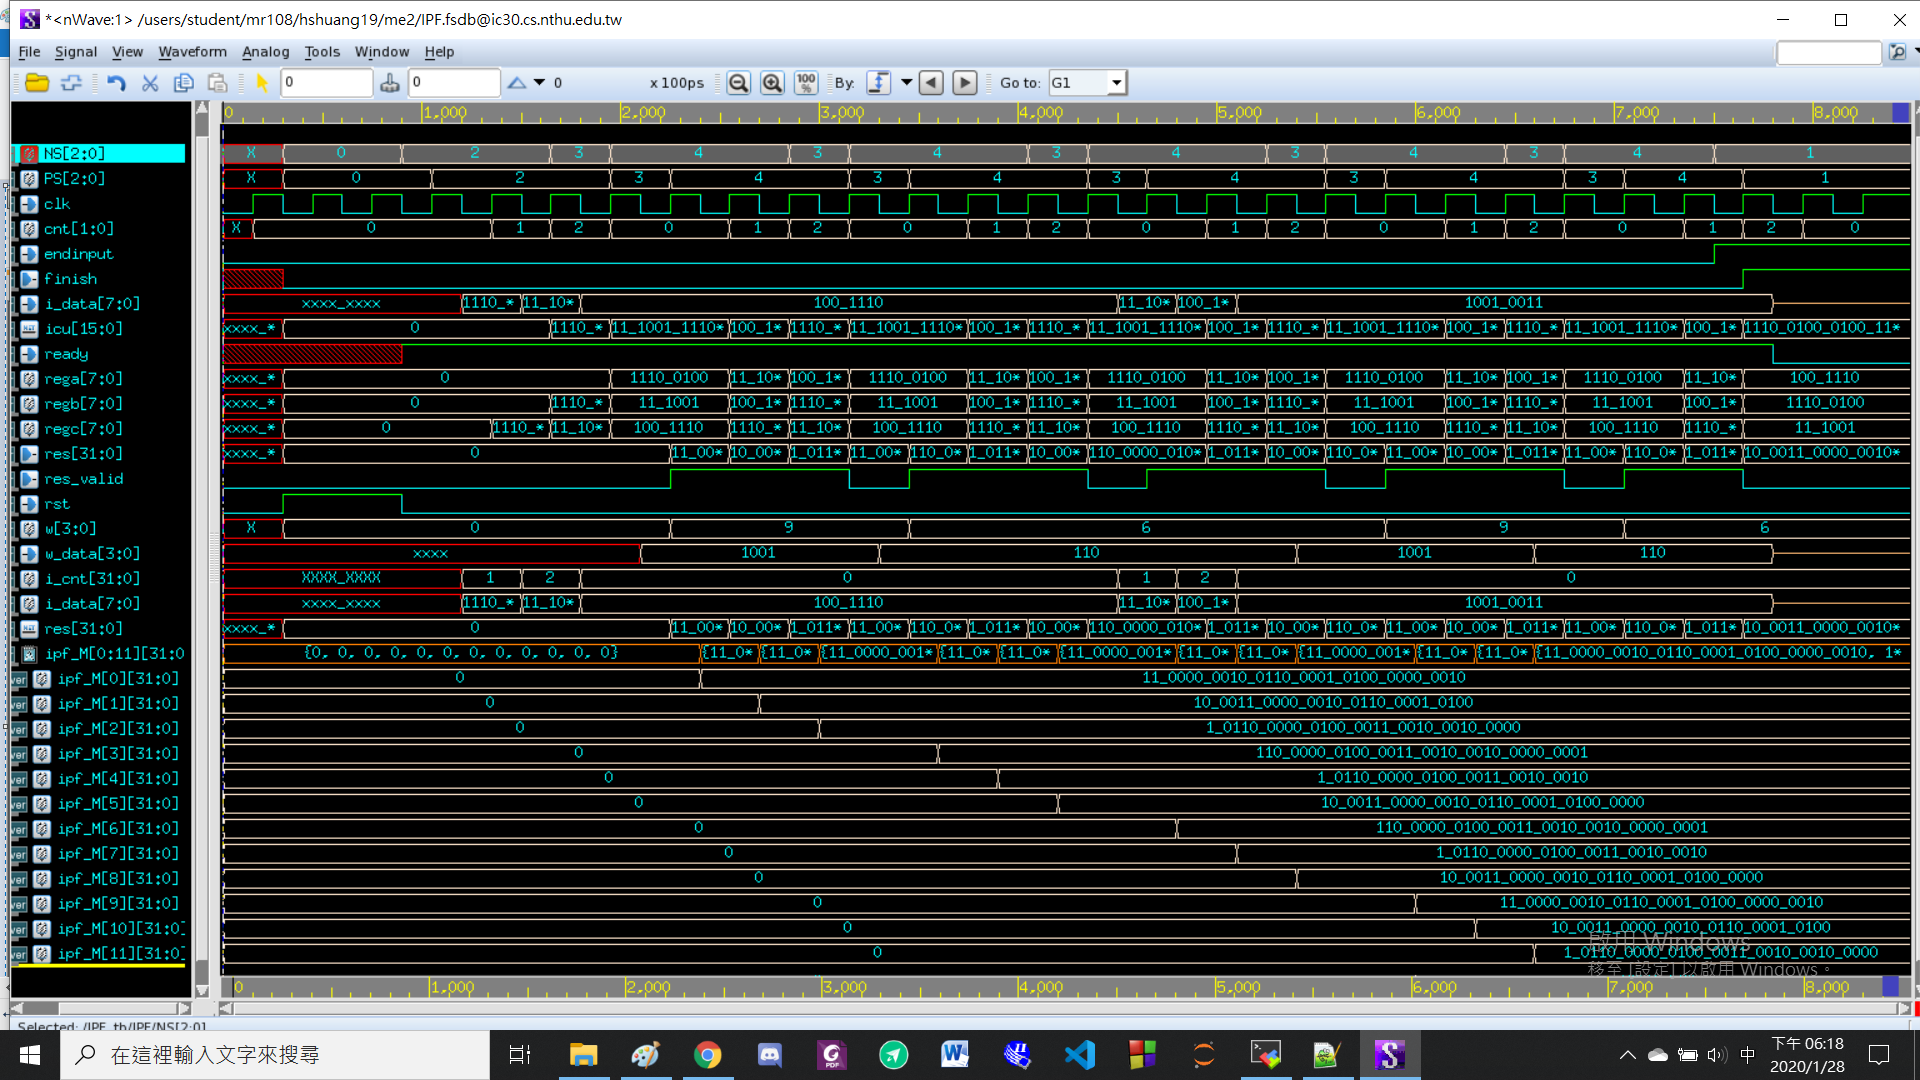 *<nWave:1> /users/student/mr108/hshuang19/me2/IPF.fsdb@ic30.cs.nthu.edu.tw
File Signal View Waveform Analog Tools Window Help
0 0 0 x 100ps 100 % By: Go to: G1
0 1,000 2,000 3,000 4,000 5,000 6,000 7,000 8,000
NS[2:0] X 0 2 3 4 3 4 3 4 3 4 3 4 1
PS[2:0] X 0 2 3 4 3 4 3 4 3 4 3 4 1
clk
cnt[1:0] X 0 1 2 0 1 2 0 1 2 0 1 2 0 1 2 0 1 2 0
endinput
finish
i_data[7:0] xxxx_xxxx 1110_* 11_10* 100_1110 11_10* 100_1* 1001_0011
icu[15:0] xxxx_* 0 1110_* 11_1001_1110* 100_1* 1110_* 11_1001_1110* 100_1* 1110_* 11_1001_1110* 100_1* 1110_* 11_1001_1110* 100_1* 1110_* 11_1001_1110* 100_1* 1110_0100_0100_11*
ready
rega[7:0] xxxx_* 0 1110_0100 11_10* 100_1* 1110_0100 11_10* 100_1* 1110_0100 11_10* 100_1* 1110_0100 11_10* 100_1* 1110_0100 11_10* 100_1110
regb[7:0] xxxx_* 0 1110_* 11_1001 100_1* 1110_* 11_1001 100_1* 1110_* 11_1001 100_1* 1110_* 11_1001 100_1* 1110_* 11_1001 100_1* 1110_0100
regc[7:0] xxxx_* 0 1110_* 11_10* 100_1110 1110_* 11_10* 100_1110 1110_* 11_10* 100_1110 1110_* 11_10* 100_1110 1110_* 11_10* 100_1110 1110_* 11_1001
res[31:0] xxxx_* 0 11_00* 10_00* 1_011* 11_00* 110_0* 1_011* 10_00* 110_0000_010* 1_011* 10_00* 110_0* 11_00* 10_00* 1_011* 11_00* 110_0* 1_011* 10_0011_0000_0010*
res_valid
rst
w[3:0] X 0 9 6 9 6
w_data[3:0] xxxx 1001 110 1001 110
i_cnt[31:0] XXXX_XXXX 1 2 0 1 2 0
i_data[7:0] xxxx_xxxx 1110_* 11_10* 100_1110 11_10* 100_1* 1001_0011
res[31:0] xxxx_* 0 11_00* 10_00* 1_011* 11_00* 110_0* 1_011* 10_00* 110_0000_010* 1_011* 10_00* 110_0* 11_00* 10_00* 1_011* 11_00* 110_0* 1_011* 10_0011_0000_0010*
ipf_M[0:11][31:0 {0, 0, 0, 0, 0, 0, 0, 0, 0, 0, 0, 0} {11_0* {11_0* {11_0000_001* {11_0* {11_0* {11_0000_001* {11_0* {11_0* {11_0000_001* {11_0* {11_0* {11_0000_0010_0110_0001_0100_0000_0010, 1*
ipf_M[0][31:0] 0 11_0000_0010_0110_0001_0100_0000_0010
ipf_M[1][31:0] 0 10_0011_0000_0010_0110_0001_0100
ipf_M[2][31:0] 0 1_0110_0000_0100_0011_0010_0010_0000
ipf_M[3][31:0] 0 110_0000_0100_0011_0010_0010_0000_0001
ipf_M[4][31:0] 0 1_0110_0000_0100_0011_0010_0010
ipf_M[5][31:0] 0 10_0011_0000_0010_0110_0001_0100_0000
ipf_M[6][31:0] 0 110_0000_0100_0011_0010_0010_0000_0001
ipf_M[7][31:0] 0 1_0110_0000_0100_0011_0010_0010
ipf_M[8][31:0] 0 10_0011_0000_0010_0110_0001_0100_0000
ipf_M[9][31:0] 0 11_0000_0010_0110_0001_0100_0000_0010
ipf_M[10][31:0] 0 10_0011_0000_0010_0110_0001_0100
ipf_M[11][31:0] 0 1_0110_0000_0100_0011_0010_0010_0000
啟用 Windows
移至 [設定] 以啟用 Windows。
0 1,000 2,000 3,000 4,000 5,000 6,000 7,000 8,000
Selected: /IPF_tb/IPF/NS[2:0]
在這裡輸入文字來搜尋
中
下午 06:18
2020/1/28